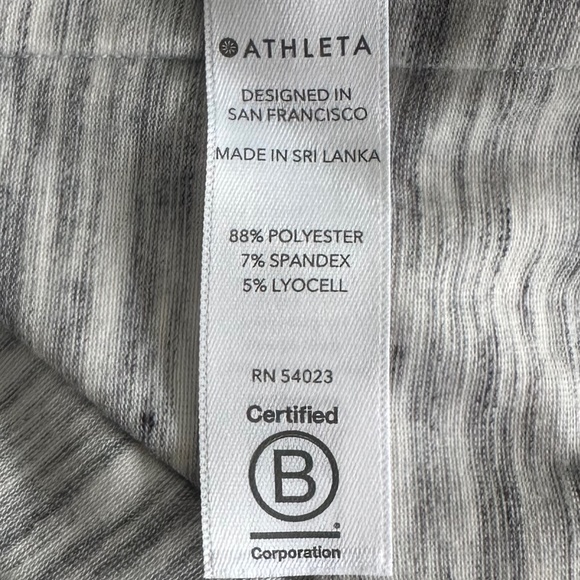 ATHLETA
DESIGNED IN
SAN FRANCISCO
MADE IN SRI LANKA
88% POLYESTER
7% SPANDEX
5% LYOCELL
RN 54023
Certified
B
®
Corporation